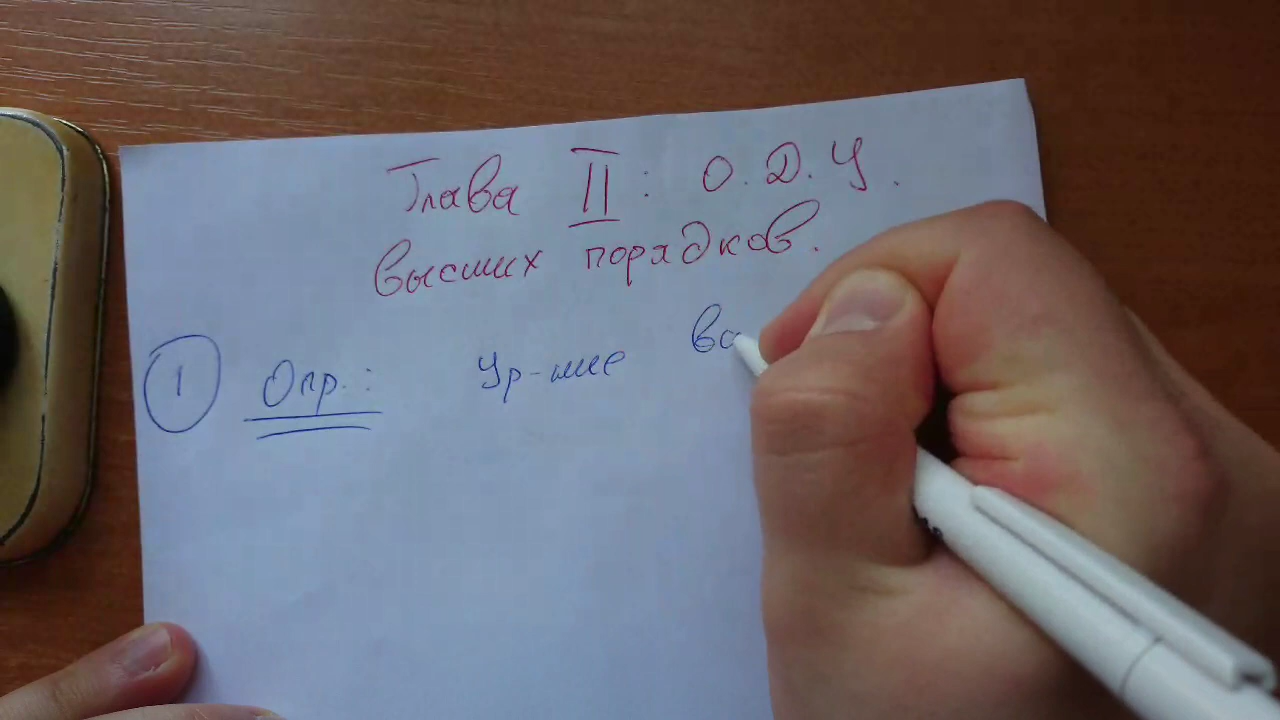 Глава II: О.Д.У.
высших порядков.
1 Опр.: Ур-ние